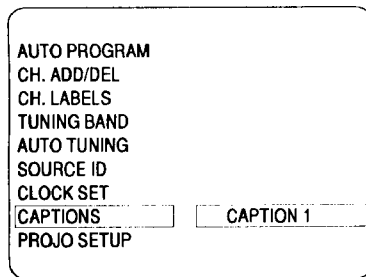 AUTO PROGRAM
CH. ADD/DEL
CH. LABELS
TUNING BAND
AUTO TUNING
SOURCE ID
CLOCK SET
CAPTIONS CAPTION 1
PROJO SETUP